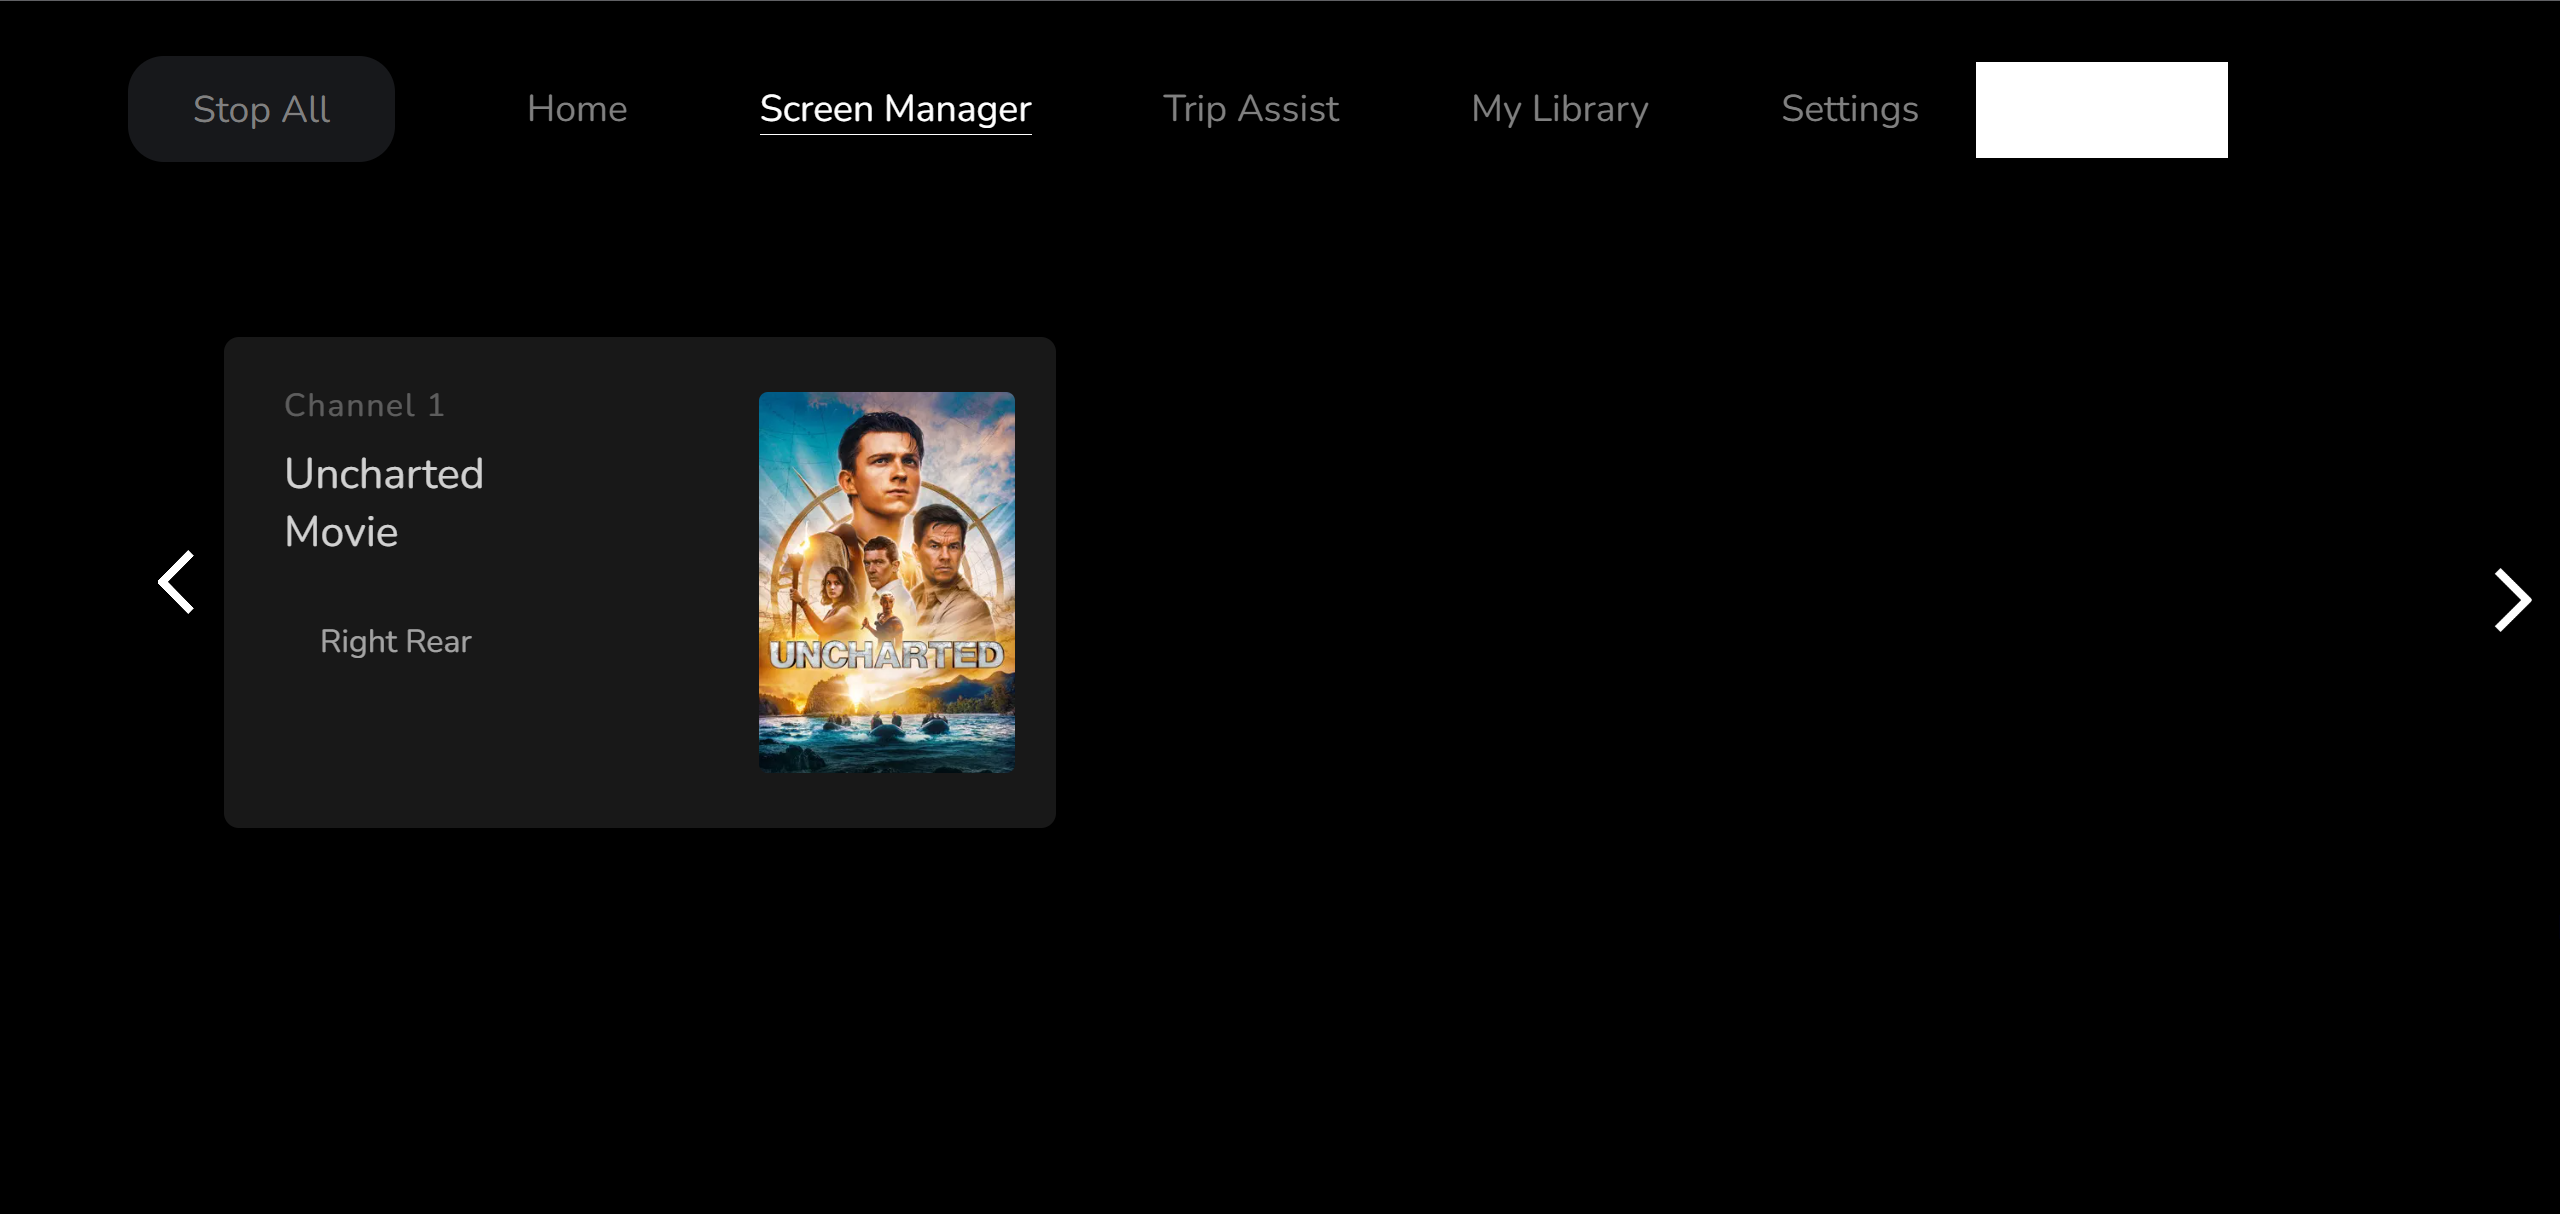 Stop All
Home
Screen Manager
Trip Assist
My Library
Settings
Channel 1
Uncharted
Movie
Right Rear
UNCHARTED